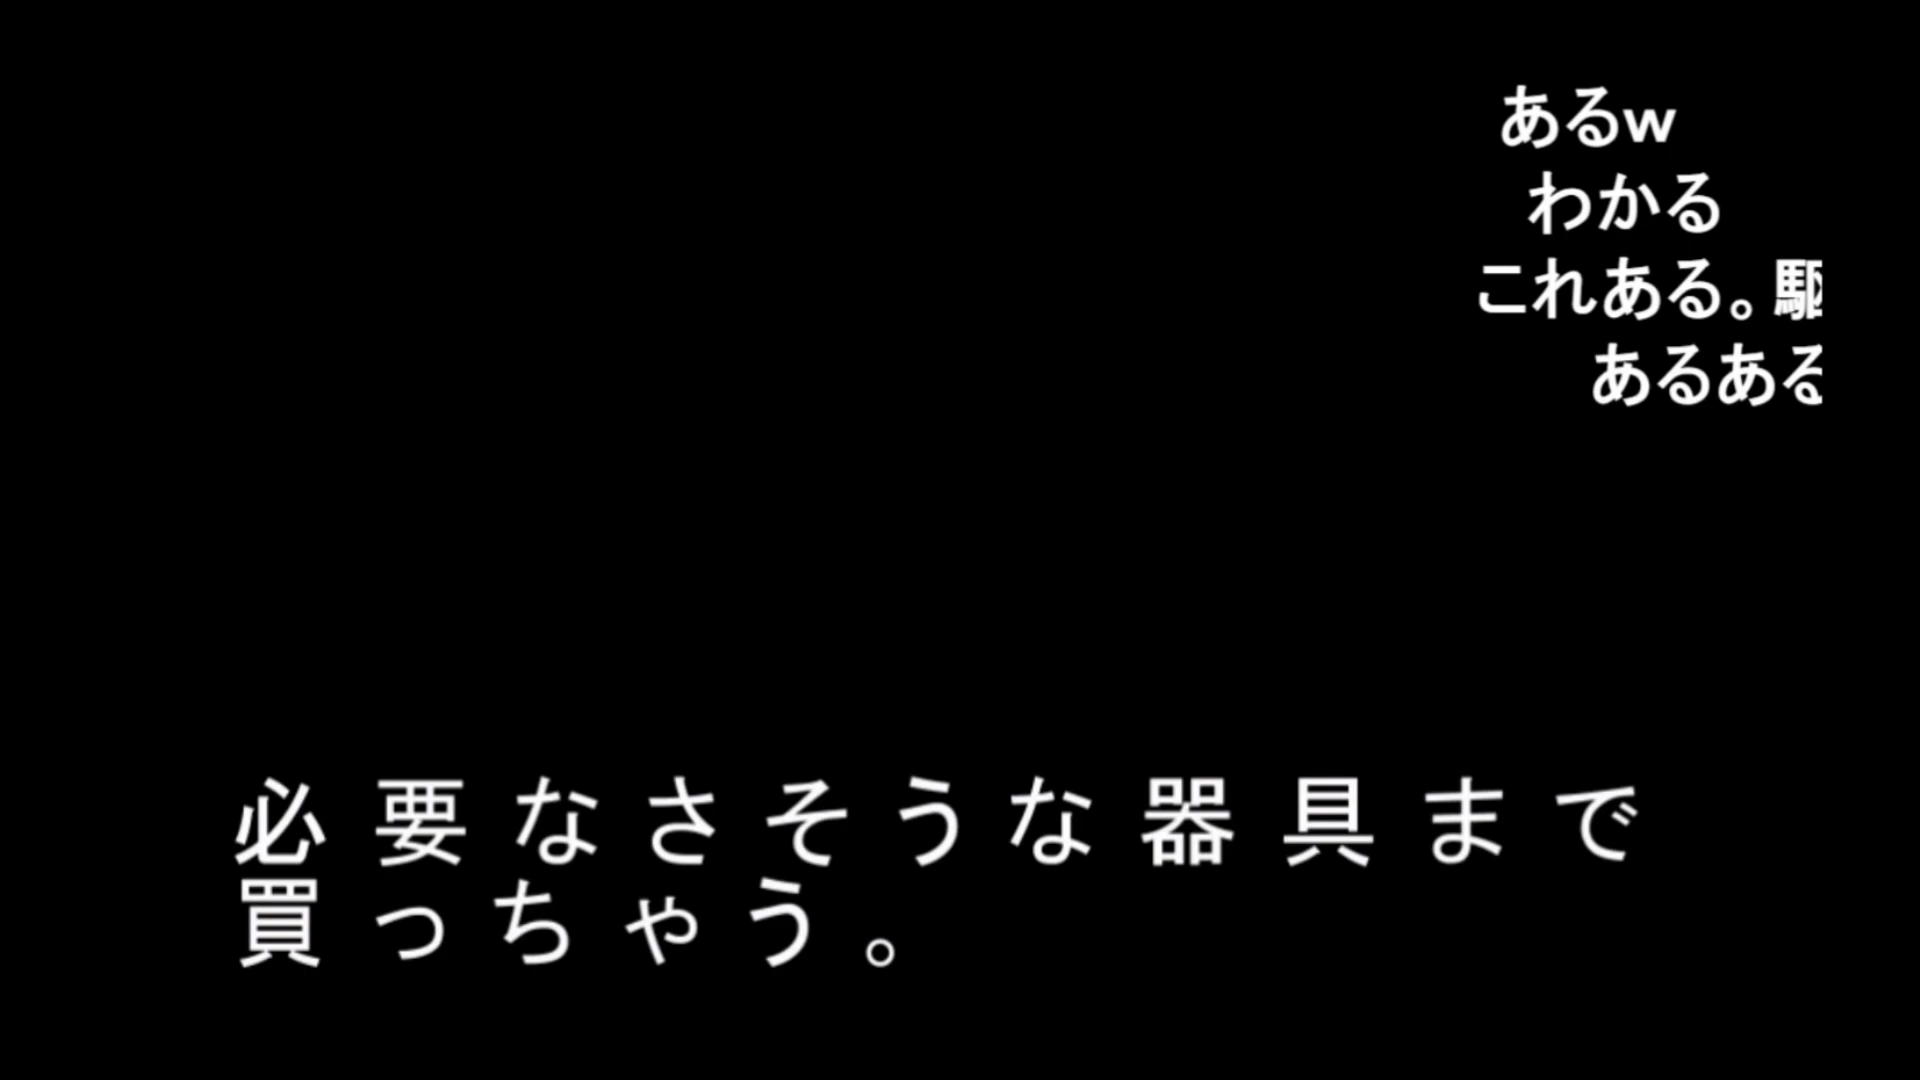 あるw
わかる
これある。駆
あるある
必要なさそうな器具まで
買っちゃう。